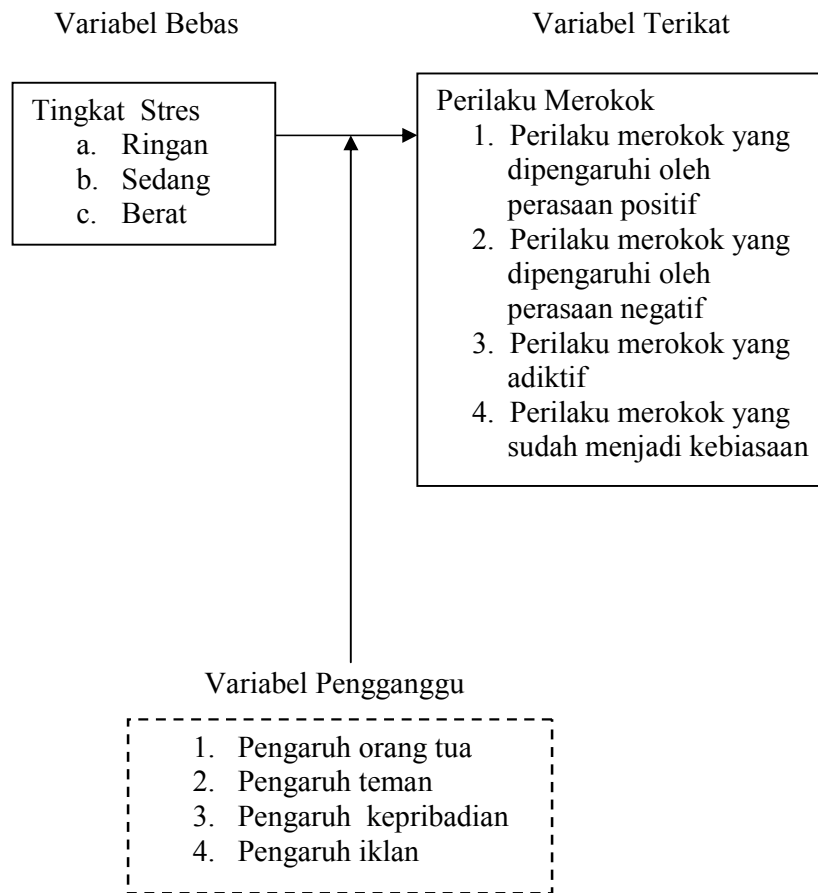 Variabel Bebas
Variabel Terikat
Tingkat Stres
a. Ringan
b. Sedang
c. Berat
Perilaku Merokok
1. Perilaku merokok yang
dipengaruhi oleh
perasaan positif
2. Perilaku merokok yang
dipengaruhi oleh
perasaan negatif
3. Perilaku merokok yang
adiktif
4. Perilaku merokok yang
sudah menjadi kebiasaan
Variabel Pengganggu
1. Pengaruh orang tua
2. Pengaruh teman
3. Pengaruh kepribadian
4. Pengaruh iklan